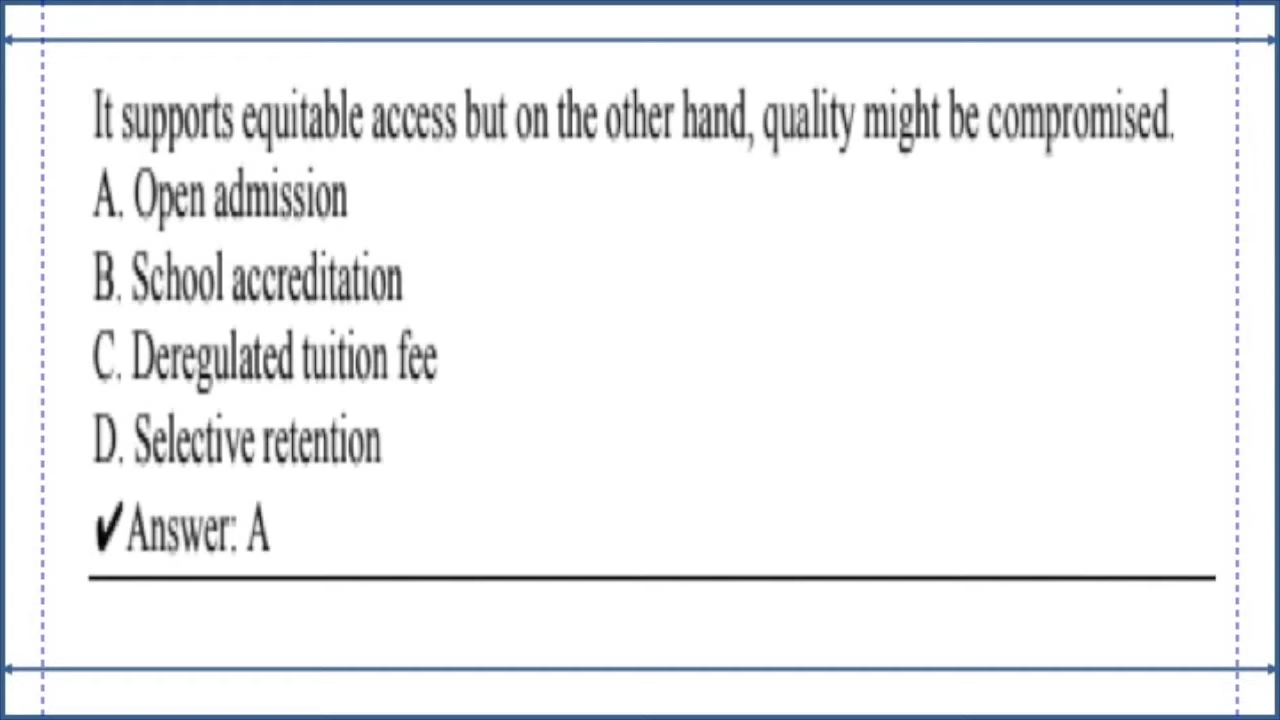 It supports equitable access but on the other hand, quality might be compromised.
A. Open admission
B. School accreditation
C. Deregulated tuition fee
D. Selective retention
✔Answer: A